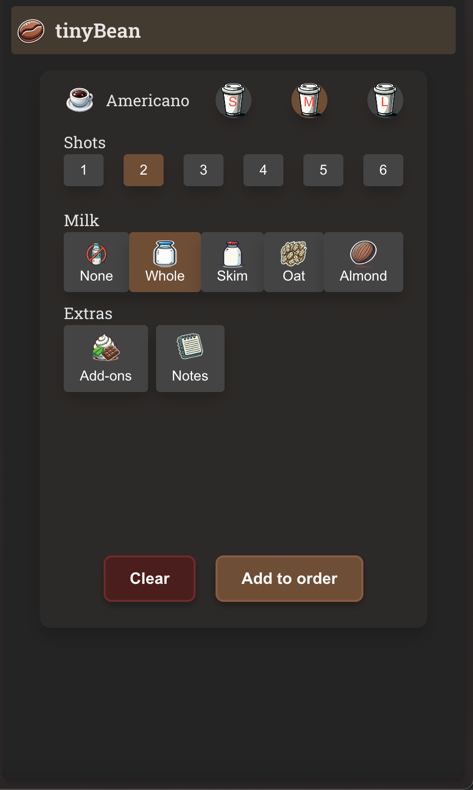 tinyBean
Americano S M L
Shots
1 2 3 4 5 6
Milk
None Whole Skim Oat Almond
Extras
Add-ons Notes
Clear Add to order